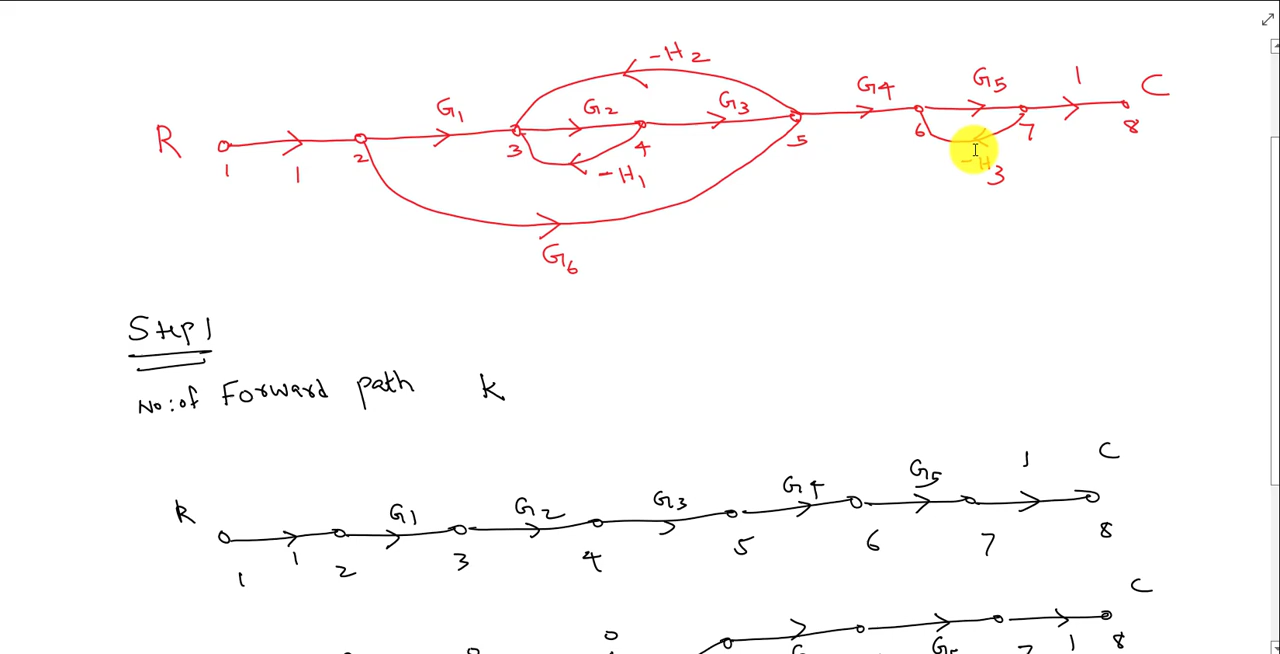 -H2
R 1 G1 G2 G3 G4 G5 1 C
1 2 3 4 5 6 7 8
-H1 -H3
G6
Step 1
No: of Forward path K
R 1 G1 G2 G3 G4 G5 1 C
1 2 3 4 5 6 7 8
C
G5 7 1 8